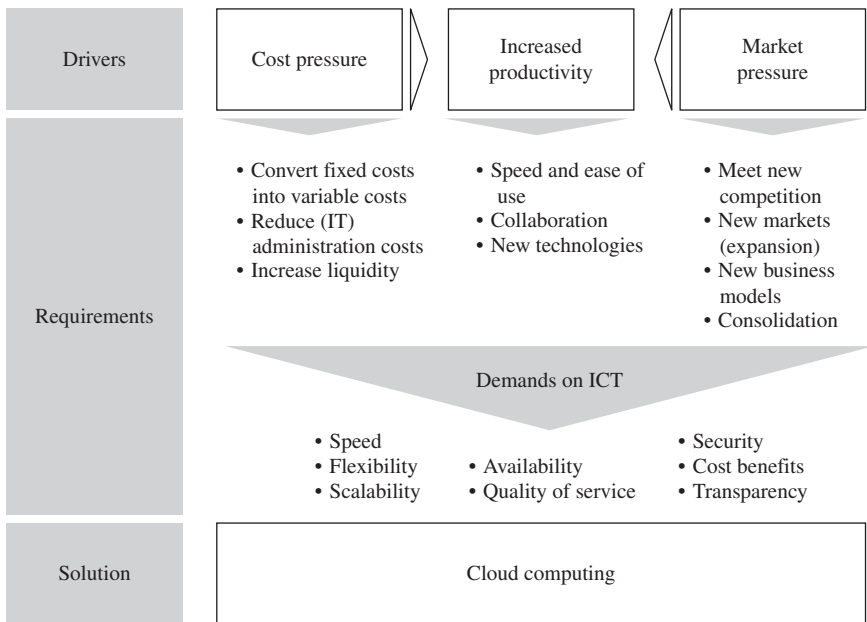 Drivers
Cost pressure
Increased
productivity
Market
pressure
Requirements
• Convert fixed costs
into variable costs
• Reduce (IT)
administration costs
• Increase liquidity
• Speed and ease of
use
• Collaboration
• New technologies
• Meet new
competition
• New markets
(expansion)
• New business
models
• Consolidation
Demands on ICT
• Speed
• Flexibility
• Scalability
• Availability
• Quality of service
• Security
• Cost benefits
• Transparency
Solution
Cloud computing